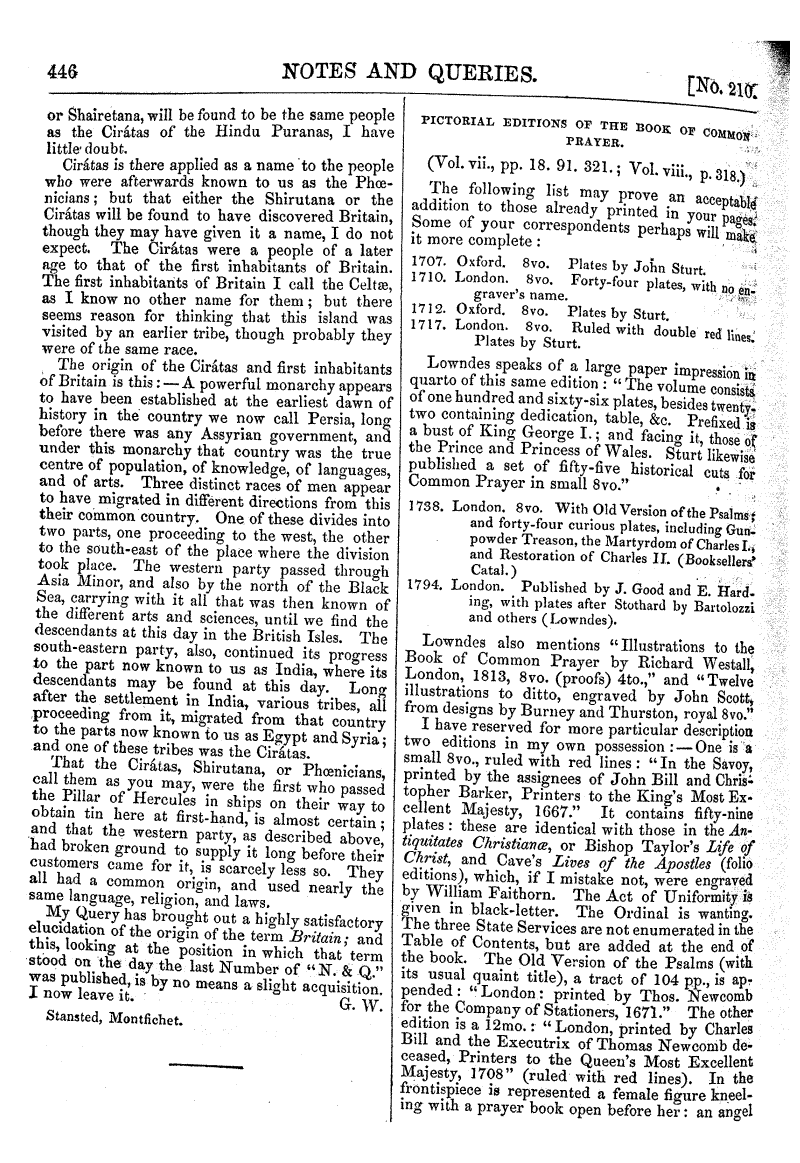 446
NOTES AND QUERIES.
[No. 210.
or Shairetana, will be found to be the same people
as the Cirátas of the Hindu Puranas, I have
little doubt.
Cirátas is there applied as a name to the people
who were afterwards known to us as the Phœ-
nicians; but that either the Shirutana or the
Cirátas will be found to have discovered Britain,
though they may have given it a name, I do not
expect. The Cirátas were a people of a later
age to that of the first inhabitants of Britain.
The first inhabitants of Britain I call the Celtæ,
as I know no other name for them; but there
seems reason for thinking that this island was
visited by an earlier tribe, though probably they
were of the same race.
The origin of the Cirátas and first inhabitants
of Britain is this:—A powerful monarchy appears
to have been established at the earliest dawn of
history in the country we now call Persia, long
before there was any Assyrian government, and
under this monarchy that country was the true
centre of population, of knowledge, of languages,
and of arts. Three distinct races of men appear
to have migrated in different directions from this
their common country. One of these divides into
two parts, one proceeding to the west, the other
to the south-east of the place where the division
took place. The western party passed through
Asia Minor, and also by the north of the Black
Sea, carrying with it all that was then known of
the different arts and sciences, until we find the
descendants at this day in the British Isles. The
south-eastern party, also, continued its progress
to the part now known to us as India, where its
descendants may be found at this day. Long
after the settlement in India, various tribes, all
proceeding from it, migrated from that country
to the parts now known to us as Egypt and Syria;
and one of these tribes was the Cirátas.
That the Cirátas, Shirutana, or Phœnicians,
call them as you may, were the first who passed
the Pillar of Hercules in ships on their way to
obtain tin here at first-hand, is almost certain;
and that the western party, as described above,
had broken ground to supply it long before their
customers came for it, is scarcely less so. They
all had a common origin, and used nearly the
same language, religion, and laws.
My Query has brought out a highly satisfactory
elucidation of the origin of the term Britain; and
this, looking at the position in which that term
stood on the day the last Number of "N. & Q."
was published, is by no means a slight acquisition.
I now leave it.
G. W.
Stansted, Montfichet.
PICTORIAL EDITIONS OF THE BOOK OF COMMON
PRAYER.
(Vol. vii., pp. 18. 91. 321.; Vol. viii., p. 318.)
The following list may prove an acceptable
addition to those already printed in your pages.
Some of your correspondents perhaps will make
it more complete:
1707. Oxford. 8vo. Plates by John Sturt.
1710. London. 8vo. Forty-four plates, with no en-
graver's name.
1712. Oxford. 8vo. Plates by Sturt.
1717. London. 8vo. Ruled with double red lines.
Plates by Sturt.
Lowndes speaks of a large paper impression in
quarto of this same edition: "The volume consists
of one hundred and sixty-six plates, besides twenty-
two containing dedication, table, &c. Prefixed is
a bust of King George I.; and facing it, those of
the Prince and Princess of Wales. Sturt likewise
published a set of fifty-five historical cuts for
Common Prayer in small 8vo."
1738. London. 8vo. With Old Version of the Psalms;
and forty-four curious plates, including Gun-
powder Treason, the Martyrdom of Charles I.,
and Restoration of Charles II. (Booksellers'
Catal.)
1794. London. Published by J. Good and E. Hard-
ing, with plates after Stothard by Bartolozzi
and others (Lowndes).
Lowndes also mentions "Illustrations to the
Book of Common Prayer by Richard Westall,
London, 1813, 8vo. (proofs) 4to.," and "Twelve
illustrations to ditto, engraved by John Scott,
from designs by Burney and Thurston, royal 8vo."
I have reserved for more particular description
two editions in my own possession:—One is a
small 8vo., ruled with red lines: "In the Savoy,
printed by the assignees of John Bill and Chris-
topher Barker, Printers to the King's Most Ex-
cellent Majesty, 1667." It contains fifty-nine
plates: these are identical with those in the An-
tiquitates Christianæ, or Bishop Taylor's Life of
Christ, and Cave's Lives of the Apostles (folio
editions), which, if I mistake not, were engraved
by William Faithorn. The Act of Uniformity is
given in black-letter. The Ordinal is wanting.
The three State Services are not enumerated in the
Table of Contents, but are added at the end of
the book. The Old Version of the Psalms (with
its usual quaint title), a tract of 104 pp., is ap-
pended: "London: printed by Thos. Newcomb
for the Company of Stationers, 1671." The other
edition is a 12mo.: "London, printed by Charles
Bill and the Executrix of Thomas Newcomb de-
ceased, Printers to the Queen's Most Excellent
Majesty, 1708" (ruled with red lines). In the
frontispiece is represented a female figure kneel-
ing with a prayer book open before her: an angel